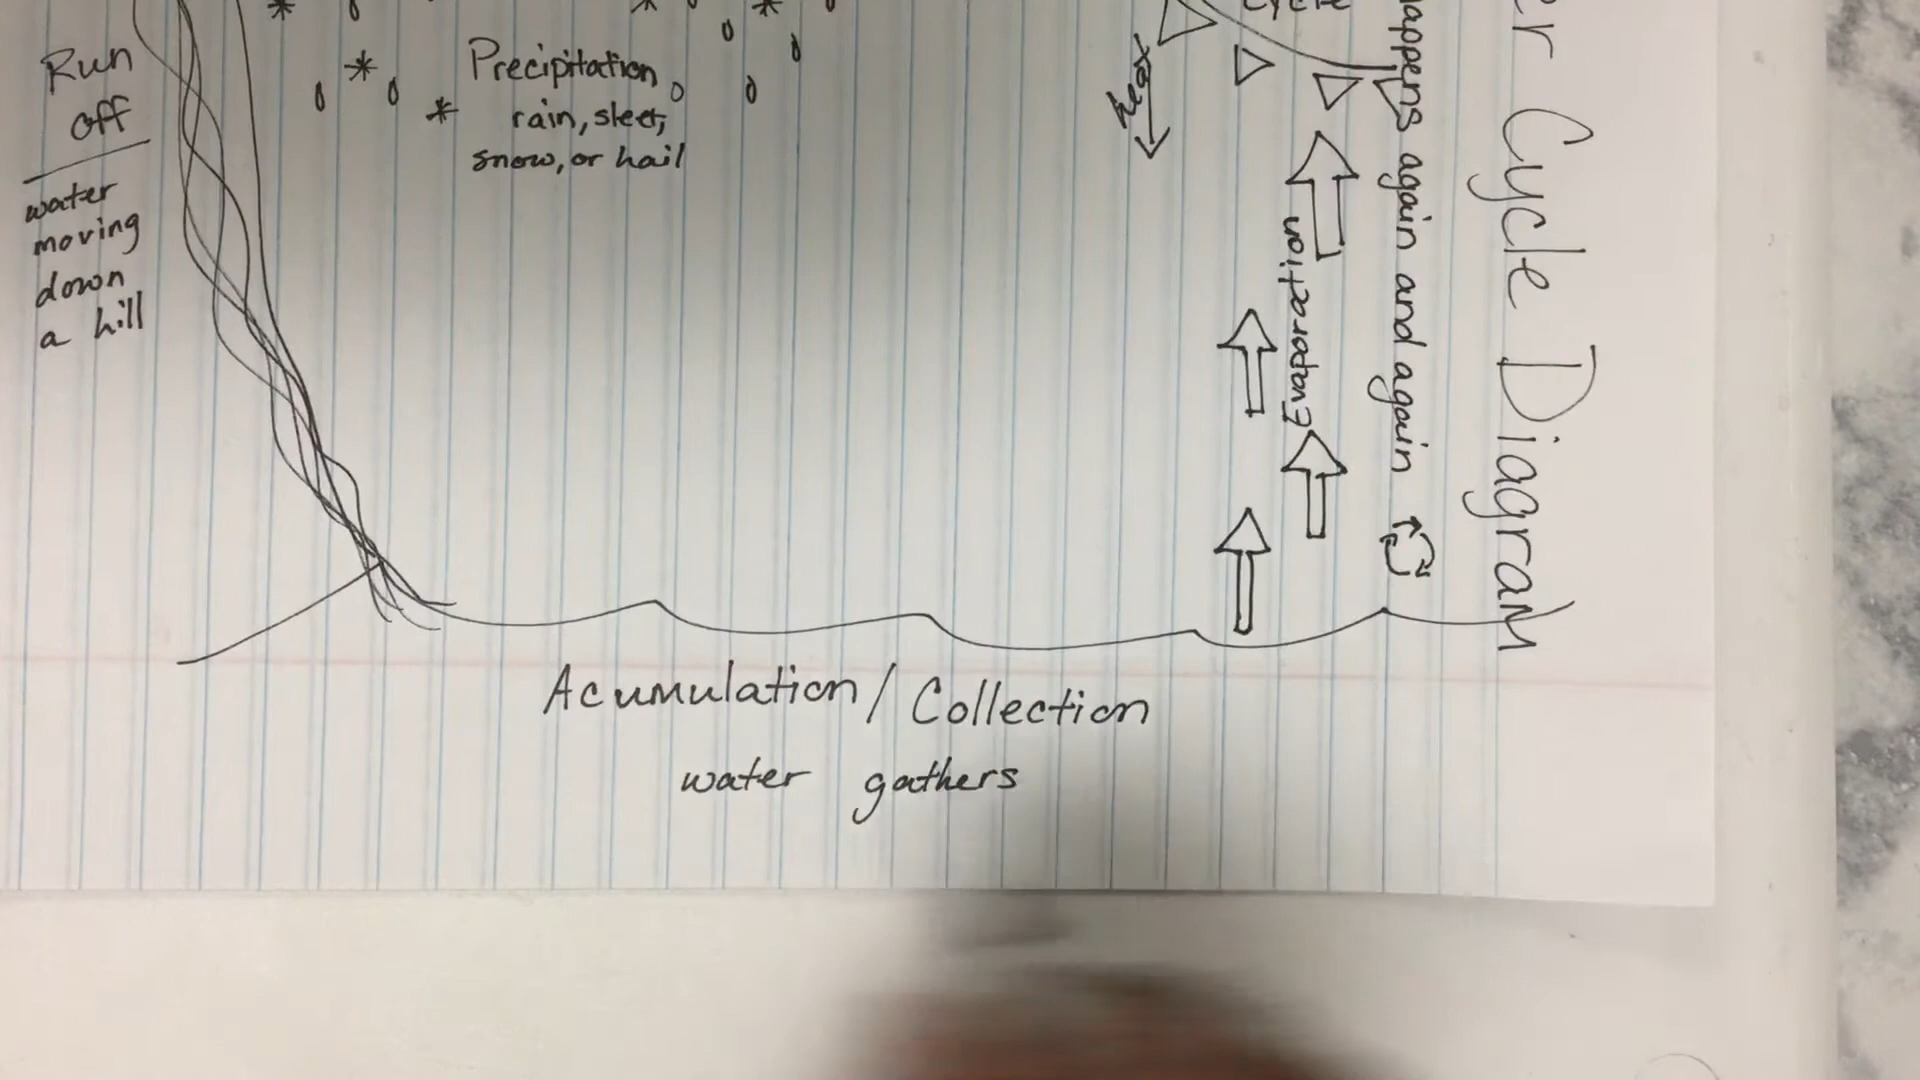 Run
off
water
moving
down
a hill
Precipitation
rain, sleet,
snow, or hail
Cycle
heat
Evaporation
happens again and again
Cycle Diagram
Acumulation/Collection
water gathers